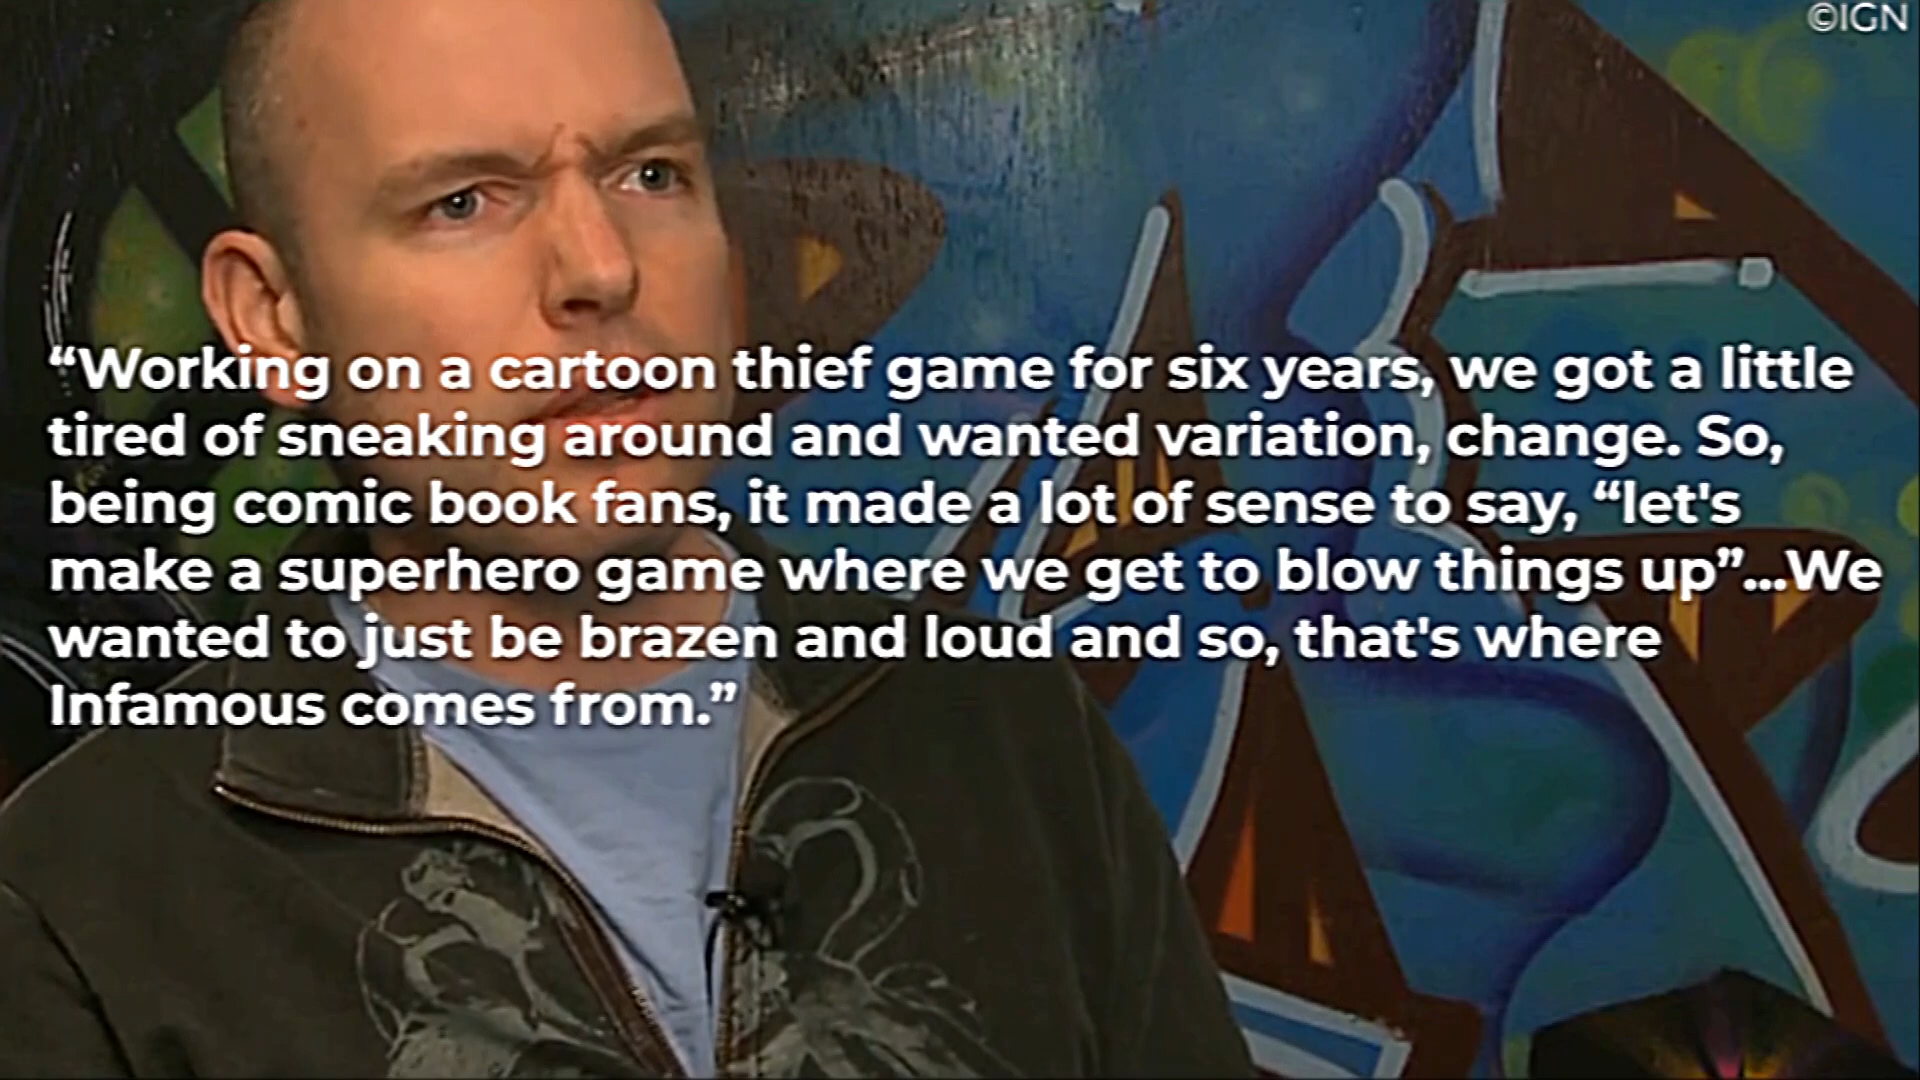 ©IGN
“Working on a cartoon thief game for six years, we got a little
tired of sneaking around and wanted variation, change. So,
being comic book fans, it made a lot of sense to say, “let's
make a superhero game where we get to blow things up”...We
wanted to just be brazen and loud and so, that's where
Infamous comes from.”